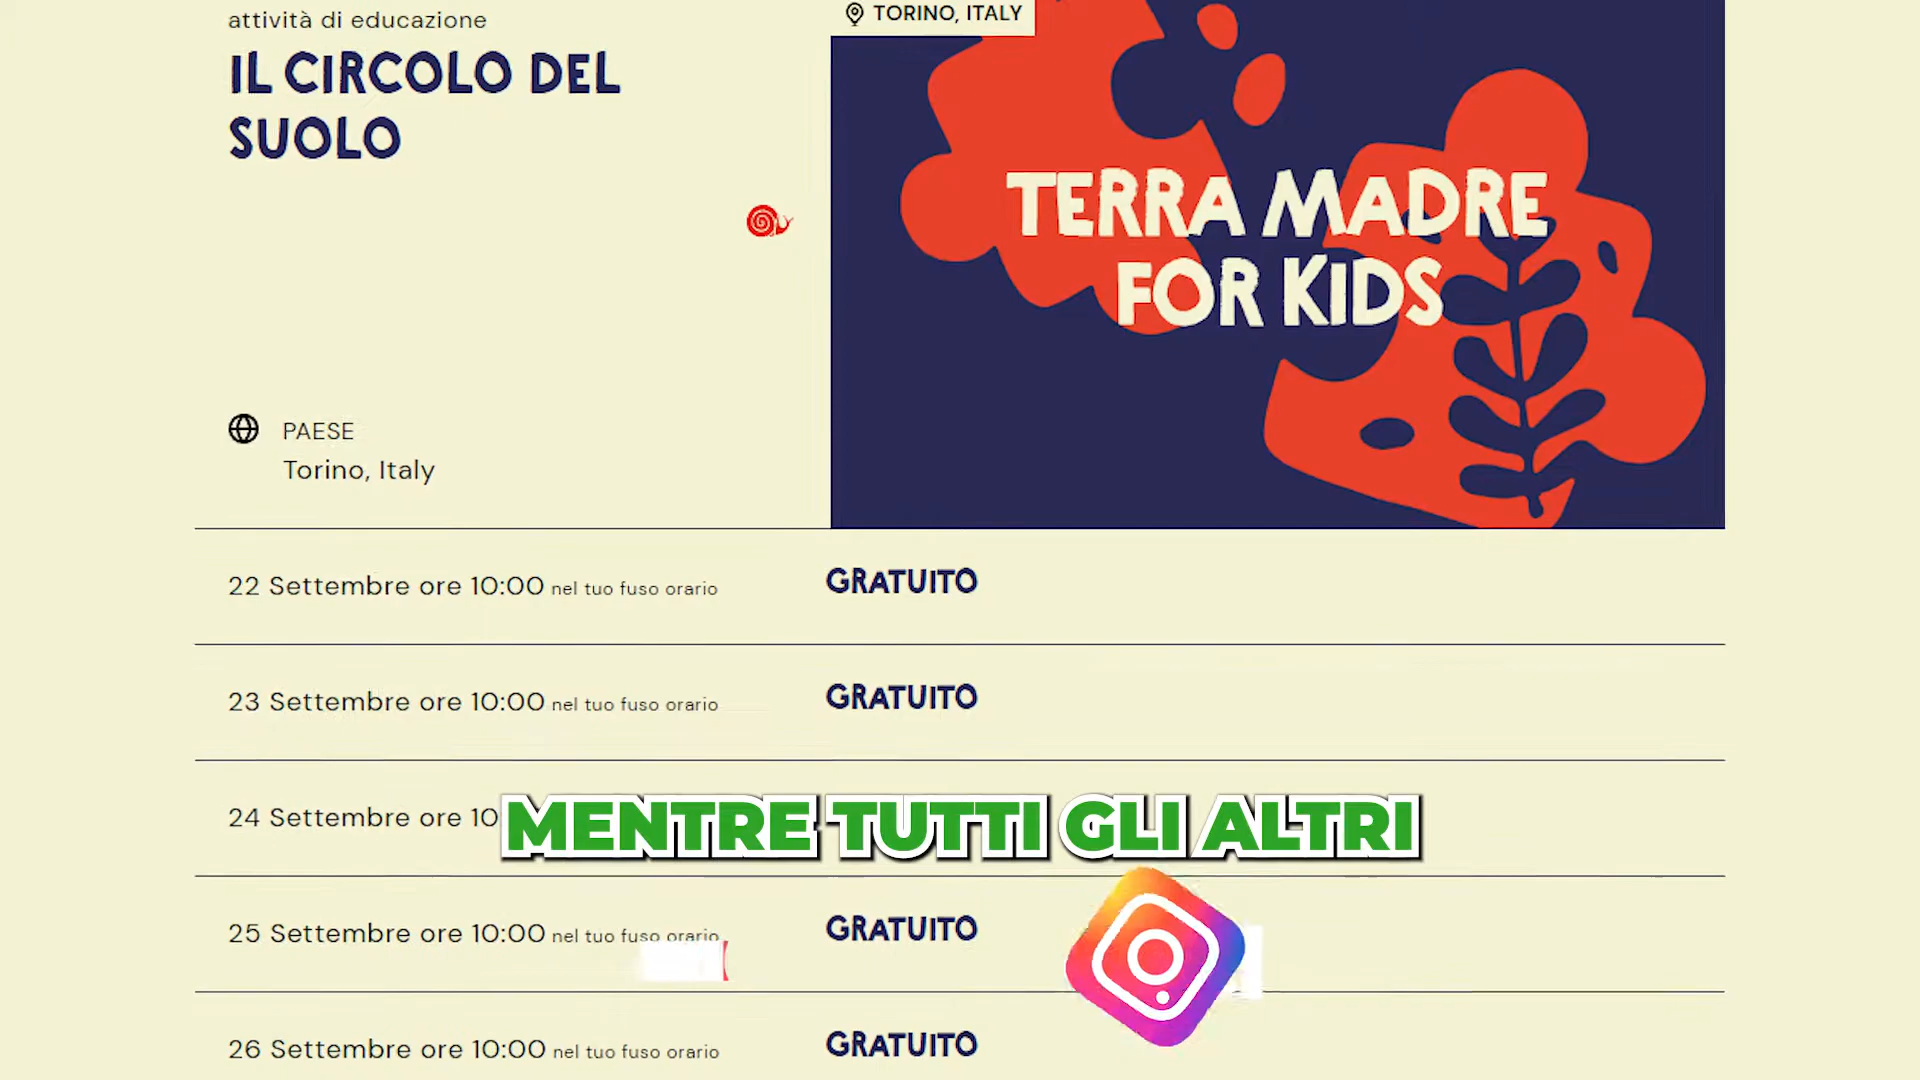 attività di educazione
IL CIRCOLO DEL
SUOLO
TORINO, ITALY
TERRA MADRE
FOR KIDS
PAESE
Torino, Italy
22 Settembre ore 10:00 nel tuo fuso orario GRATUITO
23 Settembre ore 10:00 nel tuo fuso orario GRATUITO
24 Settembre ore 10
MENTRE TUTTI GLI ALTRI
25 Settembre ore 10:00 nel tuo fuso orario GRATUITO
26 Settembre ore 10:00 nel tuo fuso orario GRATUITO